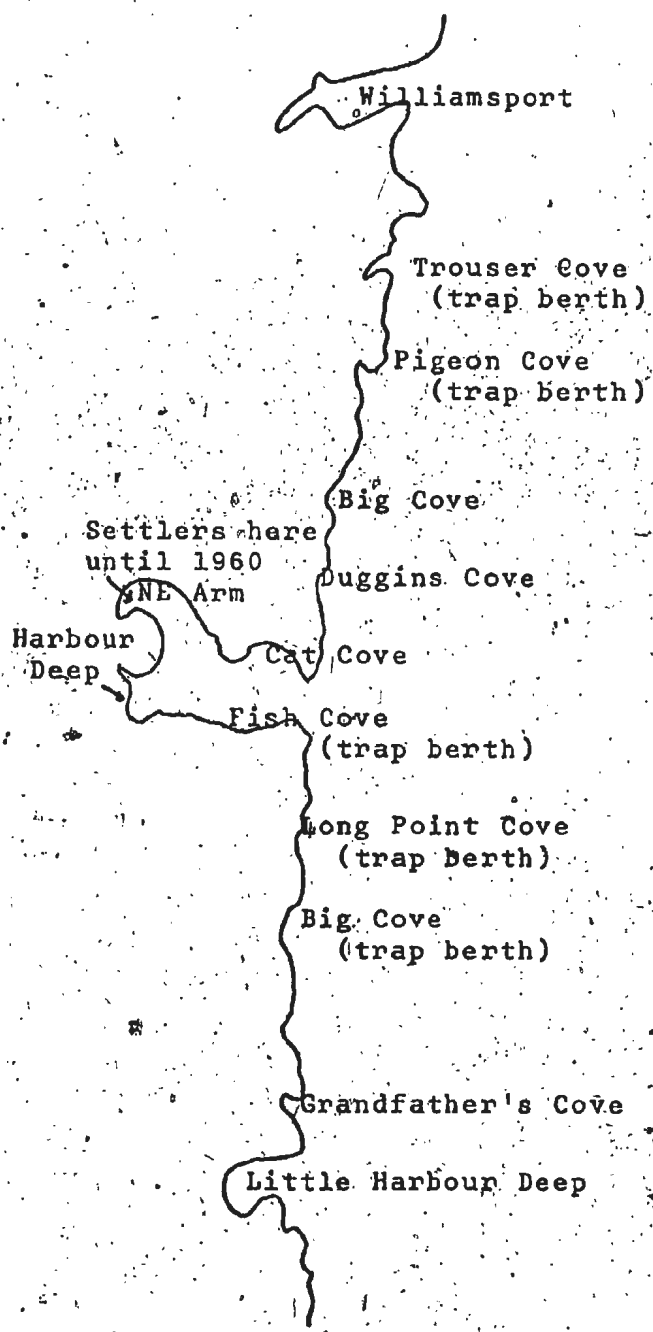 Williamsport
Trouser Cove
(trap berth)
Pigeon Cove
(trap berth)
Big Cove
Settlers here
until 1960
NE Arm
Duggins Cove
Harbour
Deep
Cat Cove
Fish Cove
(trap berth)
Long Point Cove
(trap berth)
Big Cove
(trap berth)
Grandfather's Cove
Little Harbour Deep